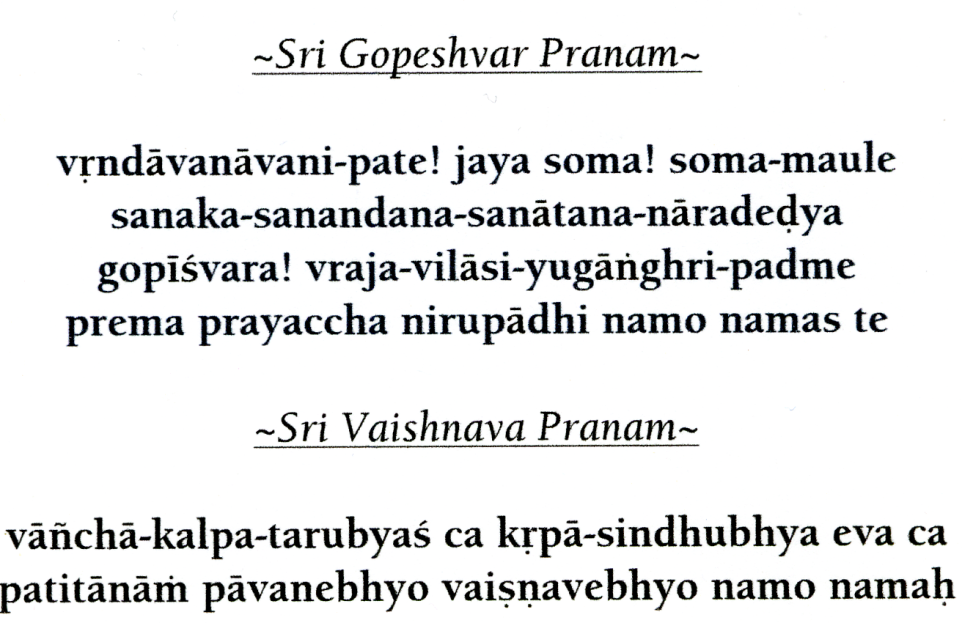 ~Sri Gopeshvar Pranam~
vṛndāvanāvani-pate! jaya soma! soma-maule
sanaka-sanandana-sanātana-nāradeḍya
gopīśvara! vraja-vilāsi-yugāṅghri-padme
prema prayaccha nirupādhi namo namas te
~Sri Vaishnava Pranam~
vāñchā-kalpa-tarubyaś ca kṛpā-sindhubhya eva ca
patitānāṁ pāvanebhyo vaiṣṇavebhyo namo namaḥ